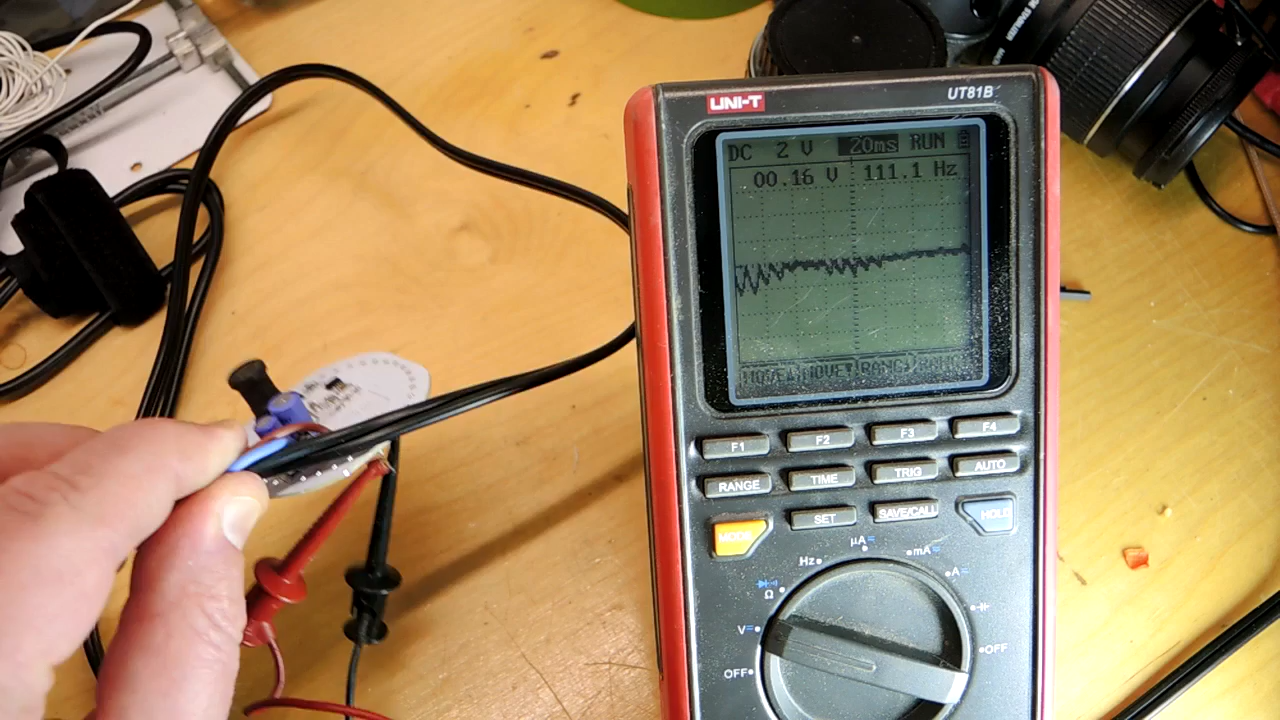 UNI-T UT81B
DC 2 V 20ms RUN
00.16 V 111.1 Hz
F1 F2 F3 F4
RANGE TIME TRIG AUTO
MODE SET SAVE/CALL HOLD
Hz µA mA A
Ω
V
OFF OFF